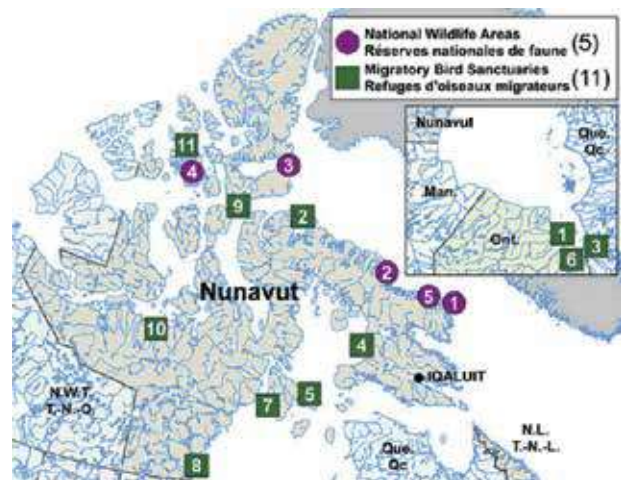 National Wildlife Areas
Réserves nationales de faune (5)
Migratory Bird Sanctuaries
Refuges d'oiseaux migrateurs (11)
Nunavut
Que.
Qc.
Man.
Ont.
1
3
6
11
4
3
9
2
2
5
1
Nunavut
10
4
IQALUIT
N.W.T.
T.-N.-O.
5
7
8
Que.
Qc
N.L.
T.-N.-L.